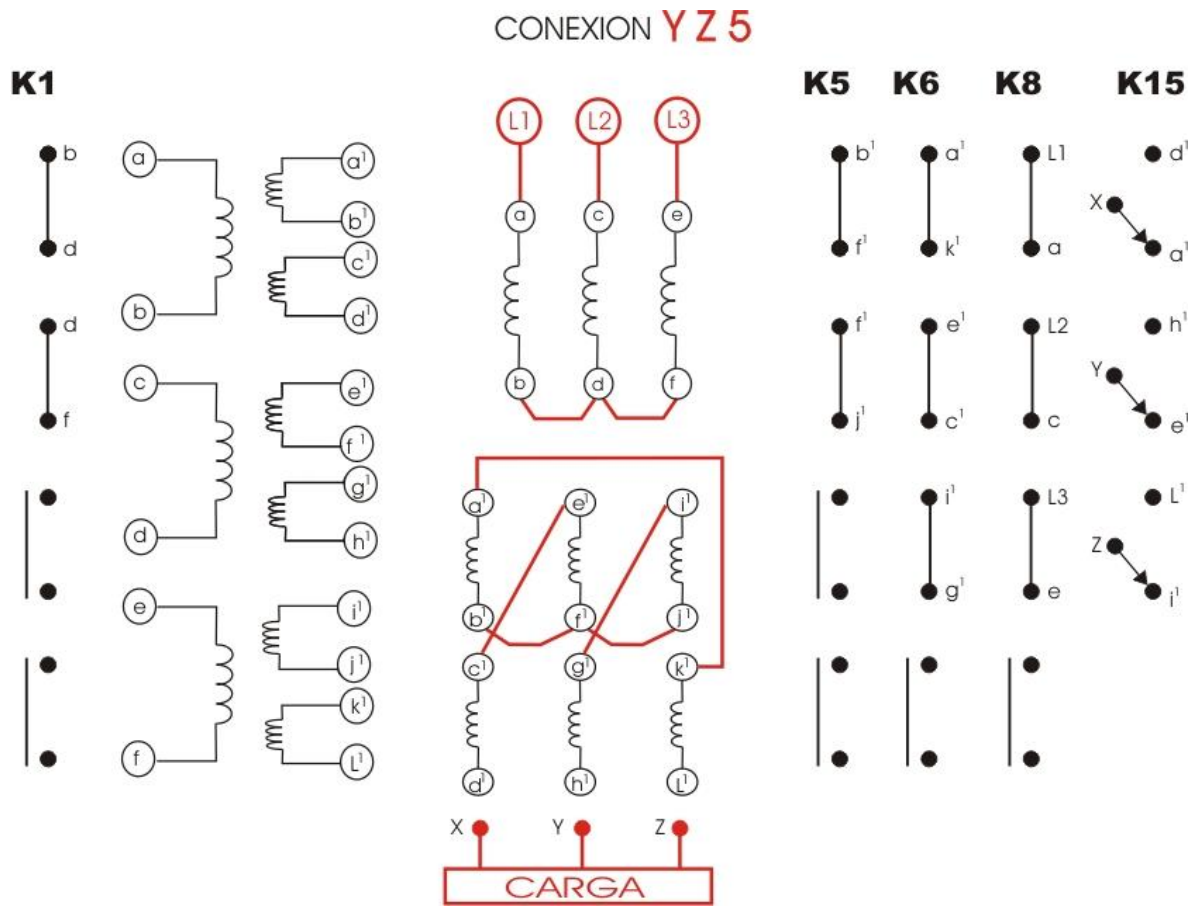 CONEXION Y Z 5
K1
b
d
d
f
a
b
c
d
e
f
a¹
b¹
c¹
d¹
e¹
f¹
g¹
h¹
i¹
j¹
k¹
L¹
L1 L2 L3
a c e
b d f
a¹ e¹ i¹
b¹ f¹ j¹
c¹ g¹ k¹
d¹ h¹ L¹
X Y Z
CARGA
K5 K6 K8 K15
b¹ a¹ L1 d¹
X
f¹ k¹ a a¹
f¹ e¹ L2 h¹
Y
j¹ c¹ c e¹
i¹ L3 L¹
Z
g¹ e i¹